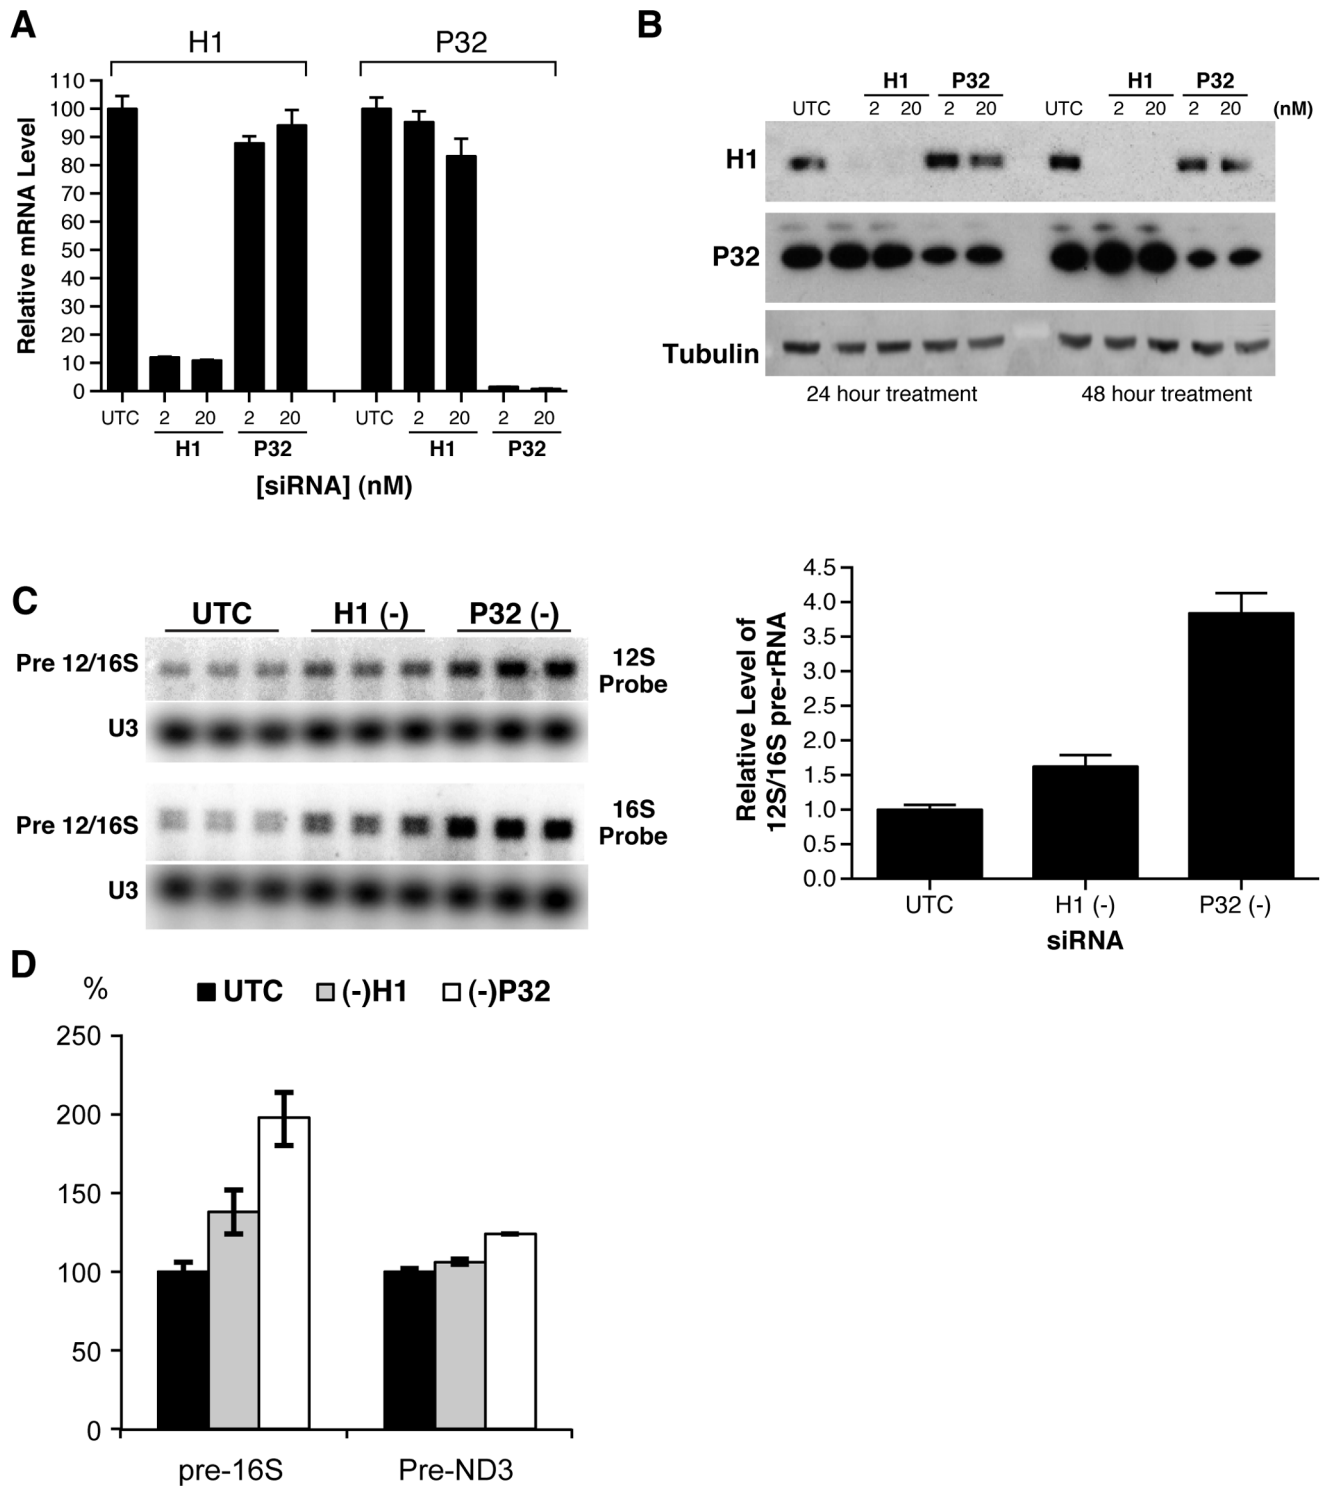 A
H1 P32
Relative mRNA Level
110
100
90
80
70
60
50
40
30
20
10
0
UTC 2 20 2 20 UTC 2 20 2 20
H1 P32 H1 P32
[siRNA] (nM)
B
H1 P32 H1 P32
UTC 2 20 2 20 UTC 2 20 2 20 (nM)
H1
P32
Tubulin
24 hour treatment 48 hour treatment
C
UTC H1 (-) P32 (-)
Pre 12/16S 12S
Probe
U3
Pre 12/16S 16S
Probe
U3
Relative Level of
12S/16S pre-rRNA
4.5
4.0
3.5
3.0
2.5
2.0
1.5
1.0
0.5
0.0
UTC H1 (-) P32 (-)
siRNA
D
% UTC (-)H1 (-)P32
250
200
150
100
50
0
pre-16S Pre-ND3